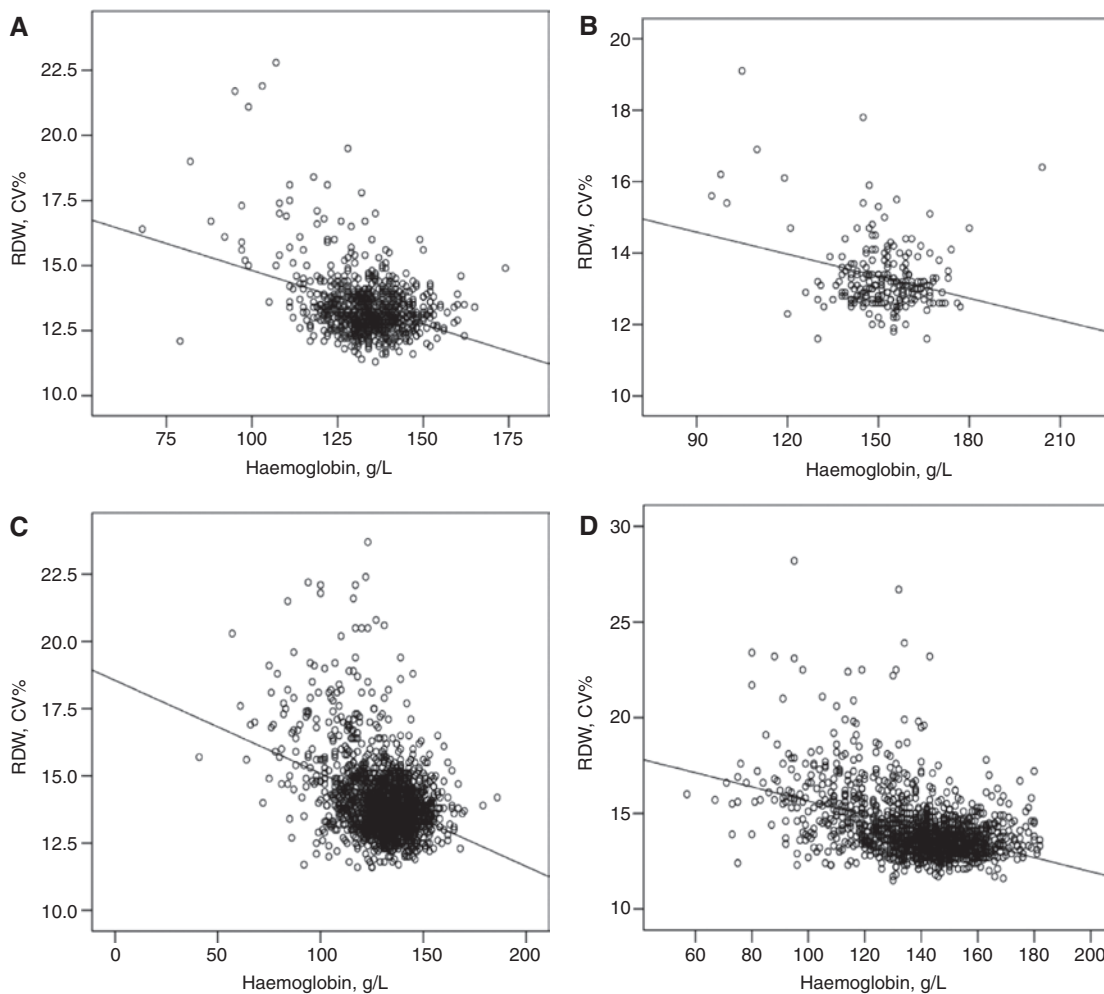 A
RDW, CV%
22.5
20.0
17.5
15.0
12.5
10.0
75 100 125 150 175
Haemoglobin, g/L
B
RDW, CV%
20
18
16
14
12
10
90 120 150 180 210
Haemoglobin, g/L
C
RDW, CV%
22.5
20.0
17.5
15.0
12.5
10.0
0 50 100 150 200
Haemoglobin, g/L
D
RDW, CV%
30
25
20
15
10
60 80 100 120 140 160 180 200
Haemoglobin, g/L